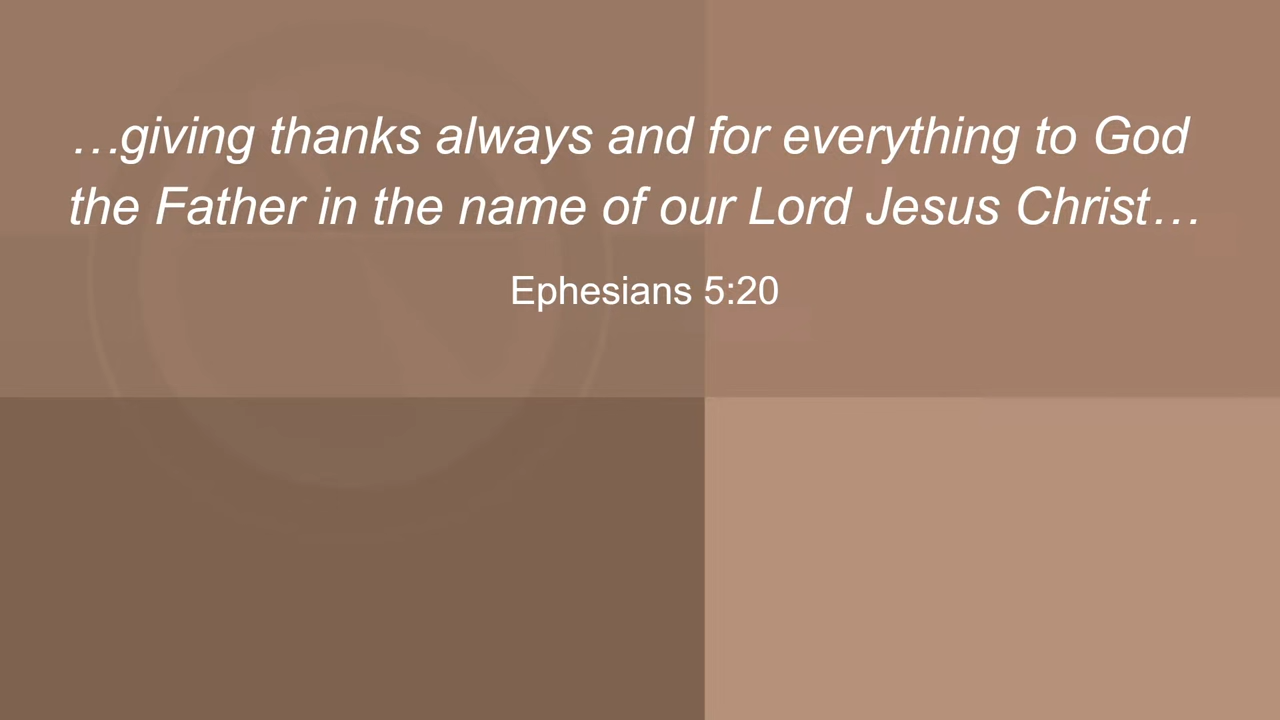 …giving thanks always and for everything to God
the Father in the name of our Lord Jesus Christ…
Ephesians 5:20